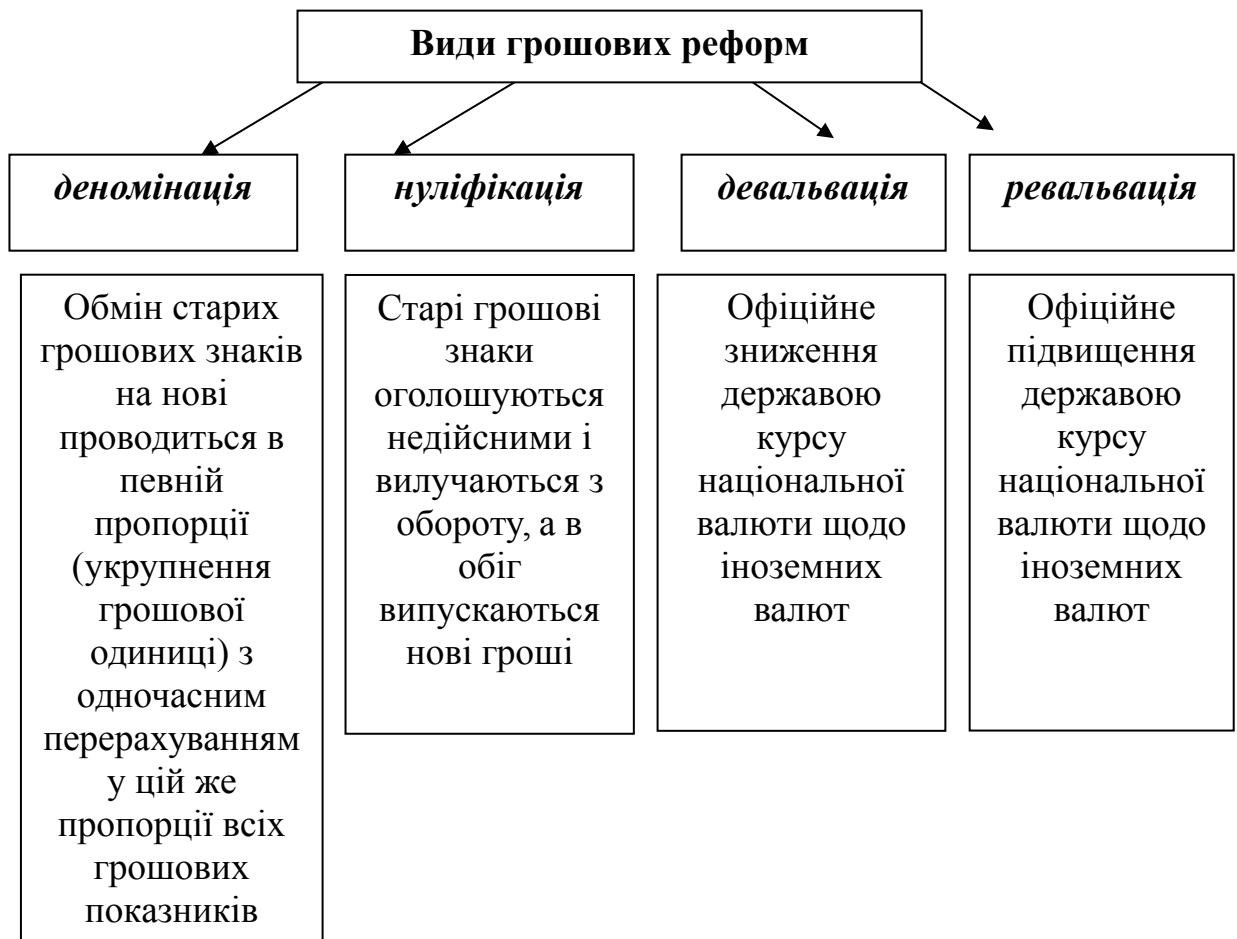 Види грошових реформ
деномінація
нуліфікація
девальвація
ревальвація
Обмін старих
грошових знаків
на нові
проводиться в
певній
пропорції
(укрупнення
грошової
одиниці) з
одночасним
перерахуванням
у цій же
пропорції всіх
грошових
показників
Старі грошові
знаки
оголошуються
недійсними і
вилучаються з
обороту, а в
обіг
випускаються
нові гроші
Офіційне
зниження
державою
курсу
національної
валюти щодо
іноземних
валют
Офіційне
підвищення
державою
курсу
національної
валюти щодо
іноземних
валют